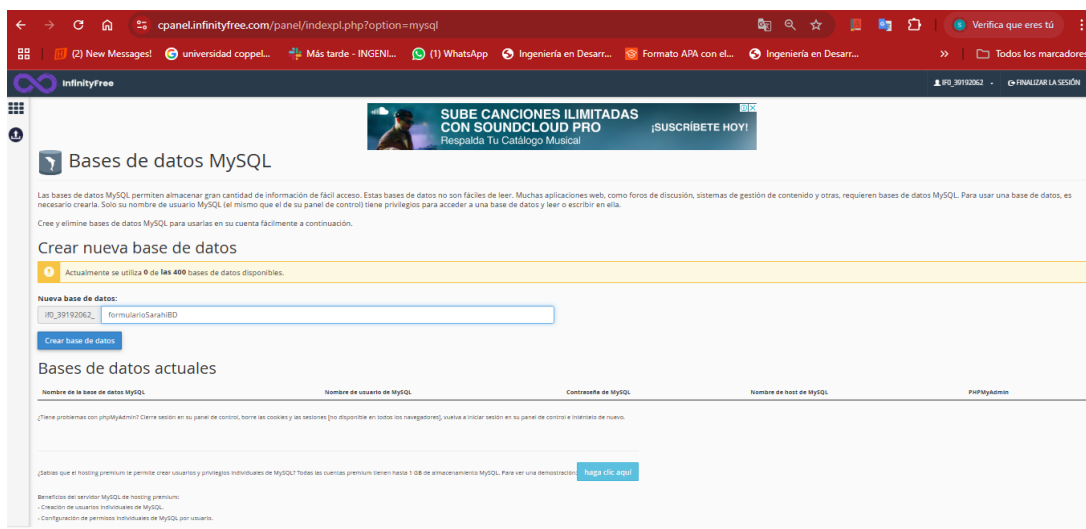 cpanel.infinityfree.com/panel/indexpl.php?option=mysql
Verifica que eres tú
(2) New Messages!
universidad coppel...
Más tarde - INGENI...
(1) WhatsApp
Ingeniería en Desarr...
Formato APA con el...
Ingeniería en Desarr...
»
Todos los marcadores
InfinityFree
IF0_39192062
FINALIZAR LA SESIÓN
SUBE CANCIONES ILIMITADAS
CON SOUNDCLOUD PRO
Respalda Tu Catálogo Musical
¡SUSCRÍBETE HOY!
Bases de datos MySQL
Las bases de datos MySQL permiten almacenar gran cantidad de información de fácil acceso. Estas bases de datos no son fáciles de leer. Muchas aplicaciones web, como foros de discusión, sistemas de gestión de contenido y otras, requieren bases de datos MySQL. Para usar una base de datos, es
necesario crearla. Solo su nombre de usuario MySQL (el mismo que el de su panel de control) tiene privilegios para acceder a una base de datos y leer o escribir en ella.
Cree y elimine bases de datos MySQL para usarlas en su cuenta fácilmente a continuación.
Crear nueva base de datos
Actualmente se utiliza 0 de las 400 bases de datos disponibles.
Nueva base de datos:
if0_39192062_
formularioSarahiBD
Crear base de datos
Bases de datos actuales
Nombre de la base de datos MySQL
Nombre de usuario de MySQL
Contraseña de MySQL
Nombre de host de MySQL
PHPMyAdmin
¿Tiene problemas con phpMyAdmin? Cierre sesión en su panel de control, borre las cookies y las sesiones [no disponible en todos los navegadores], vuelva a iniciar sesión en su panel de control e inténtelo de nuevo.
¿Sabías que el hosting premium te permite crear usuarios y privilegios individuales de MySQL? Todas las cuentas premium tienen hasta 1 GB de almacenamiento MySQL. Para ver una demostración:
haga clic aquí
Beneficios del servidor MySQL de hosting premium:
- Creación de usuarios individuales de MySQL.
- Configuración de permisos individuales de MySQL por usuario.